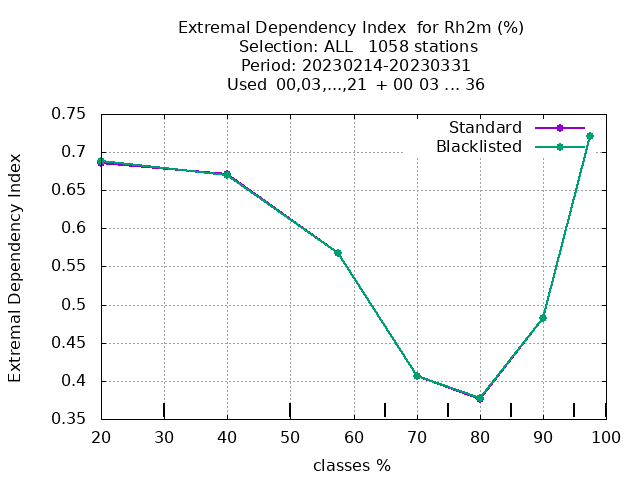 Extremal Dependency Index  for Rh2m (%)
Selection: ALL   1058 stations
Period: 20230214-20230331
Used  00,03,...,21  + 00 03 ... 36
Standard
Blacklisted
Extremal Dependency Index
0.75
0.7
0.65
0.6
0.55
0.5
0.45
0.4
0.35
20 30 40 50 60 70 80 90 100
classes %